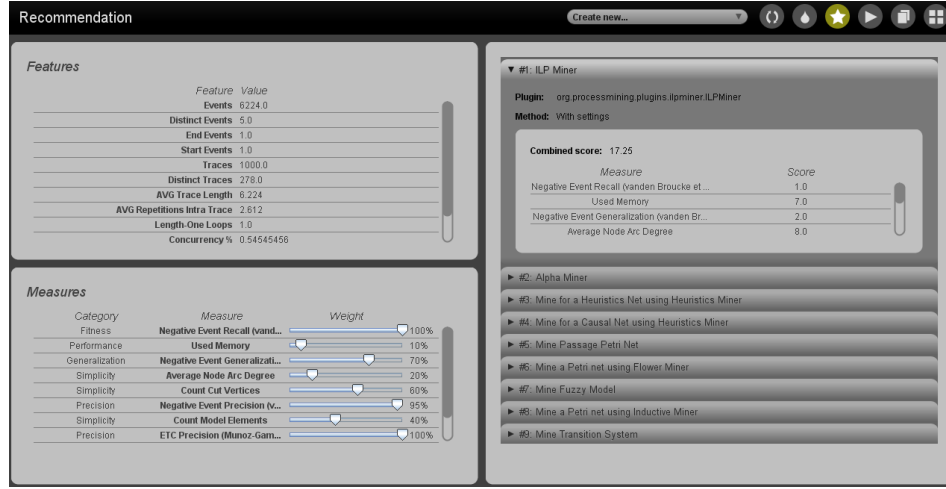 Recommendation
Create new...
Features
Feature Value
Events 6224.0
Distinct Events 5.0
End Events 1.0
Start Events 1.0
Traces 1000.0
Distinct Traces 278.0
AVG Trace Length 6.224
AVG Repetitions Intra Trace 2.612
Length-One Loops 1.0
Concurrency % 0.54545456
Measures
Category Measure Weight
Fitness Negative Event Recall (vand... 100%
Performance Used Memory 10%
Generalization Negative Event Generalizati... 70%
Simplicity Average Node Arc Degree 20%
Simplicity Count Cut Vertices 60%
Precision Negative Event Precision (v... 95%
Simplicity Count Model Elements 40%
Precision ETC Precision (Munoz-Gam... 100%
#1: ILP Miner
Plugin: org.processmining.plugins.ilpminer.ILPMiner
Method: With settings
Combined score: 17.25
Measure Score
Negative Event Recall (vanden Broucke et ... 1.0
Used Memory 7.0
Negative Event Generalization (vanden Br... 2.0
Average Node Arc Degree 8.0
#2: Alpha Miner
#3: Mine for a Heuristics Net using Heuristics Miner
#4: Mine for a Causal Net using Heuristics Miner
#5: Mine Passage Petri Net
#6: Mine a Petri net using Flower Miner
#7: Mine Fuzzy Model
#8: Mine a Petri net using Inductive Miner
#9: Mine Transition System